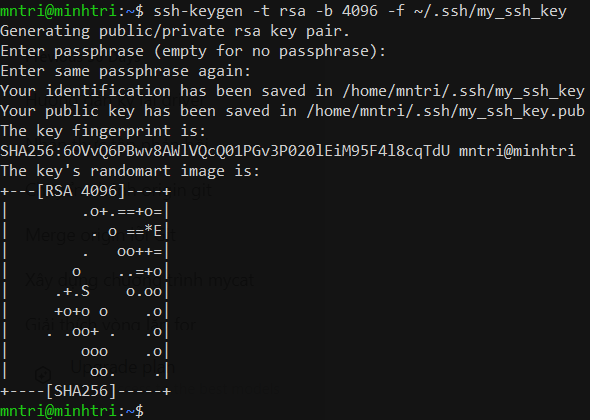 mntri@minhtri:~$ ssh-keygen -t rsa -b 4096 -f ~/.ssh/my_ssh_key
Generating public/private rsa key pair.
Enter passphrase (empty for no passphrase):
Enter same passphrase again:
Your identification has been saved in /home/mntri/.ssh/my_ssh_key
Your public key has been saved in /home/mntri/.ssh/my_ssh_key.pub
The key fingerprint is:
SHA256:6OVvQ6PBwv8AWlVQcQ01PGv3P020lEiM95F4l8cqTdU mntri@minhtri
The key's randomart image is:
+---[RSA 4096]----+
|        .o+.==+o=|
|         . o ==*E|
|        .   oo++=|
|       o    ..=+o|
|     .+.S    o.oo|
|     +o+o o    .o|
|    . .oo+ .   .o|
|        ooo    .o|
|         oo.    .|
+----[SHA256]-----+
mntri@minhtri:~$